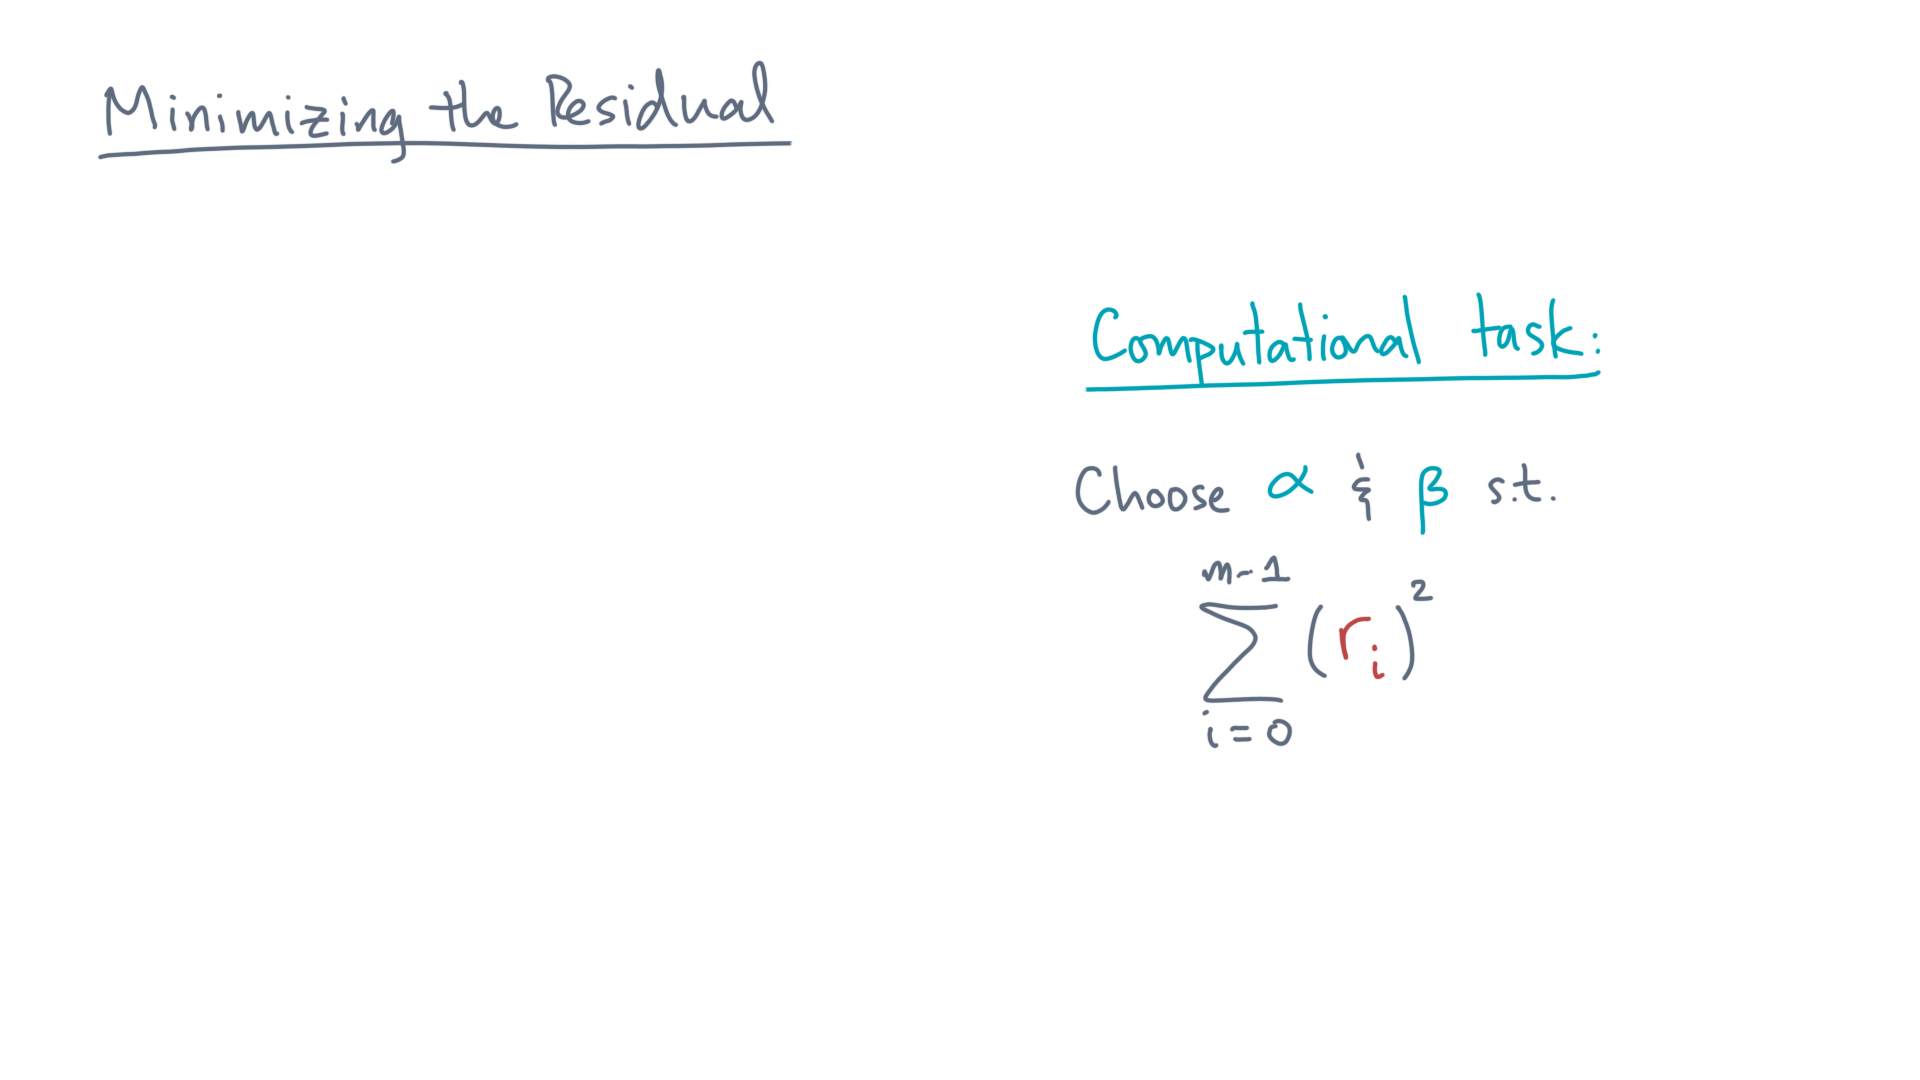 Minimizing the Residual
Computational task:
Choose α & β s.t.
m-1
∑ (rᵢ)²
i = 0